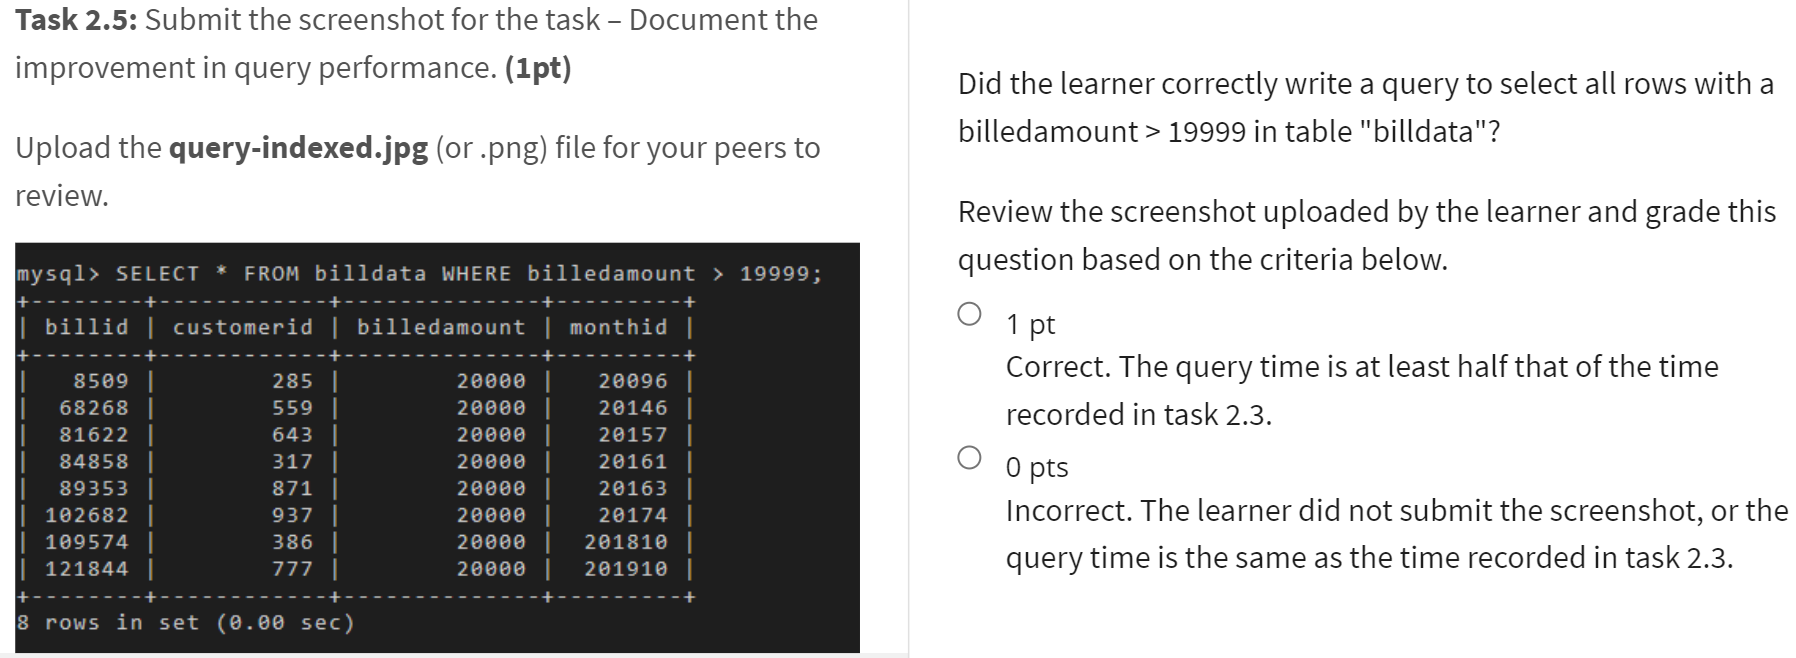 Task 2.5: Submit the screenshot for the task – Document the
improvement in query performance. (1pt)
Upload the query-indexed.jpg (or .png) file for your peers to
review.
mysql> SELECT * FROM billdata WHERE billedamount > 19999;
+--------+------------+--------------+---------+
| billid | customerid | billedamount | monthid |
+--------+------------+--------------+---------+
|   8509 |        285 |        20000 |   20096 |
|  68268 |        559 |        20000 |   20146 |
|  81622 |        643 |        20000 |   20157 |
|  84858 |        317 |        20000 |   20161 |
|  89353 |        871 |        20000 |   20163 |
| 102682 |        937 |        20000 |   20174 |
| 109574 |        386 |        20000 |  201810 |
| 121844 |        777 |        20000 |  201910 |
+--------+------------+--------------+---------+
8 rows in set (0.00 sec)
Did the learner correctly write a query to select all rows with a
billedamount > 19999 in table "billdata"?
Review the screenshot uploaded by the learner and grade this
question based on the criteria below.
1 pt
Correct. The query time is at least half that of the time
recorded in task 2.3.
0 pts
Incorrect. The learner did not submit the screenshot, or the
query time is the same as the time recorded in task 2.3.